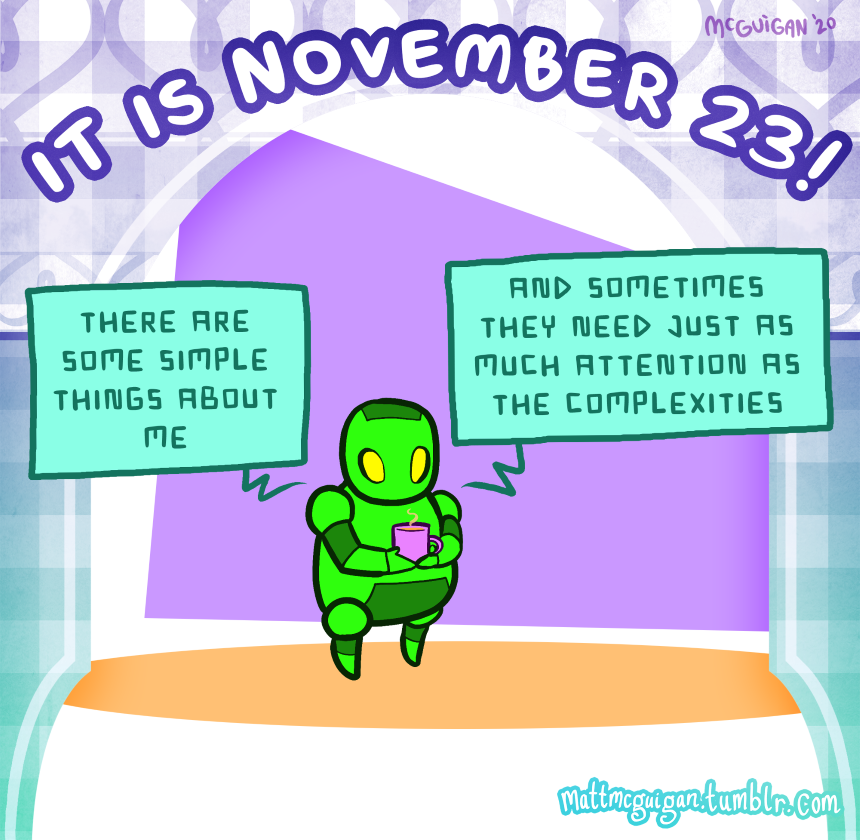 McGUiGAN '20
IT IS NOVEMBER 23!
THERE ARE
SOME SIMPLE
THINGS ABOUT
ME
AND SOMETIMES
THEY NEED JUST AS
MUCH ATTENTION AS
THE COMPLEXITIES
mattmcguigan.tumblr.com